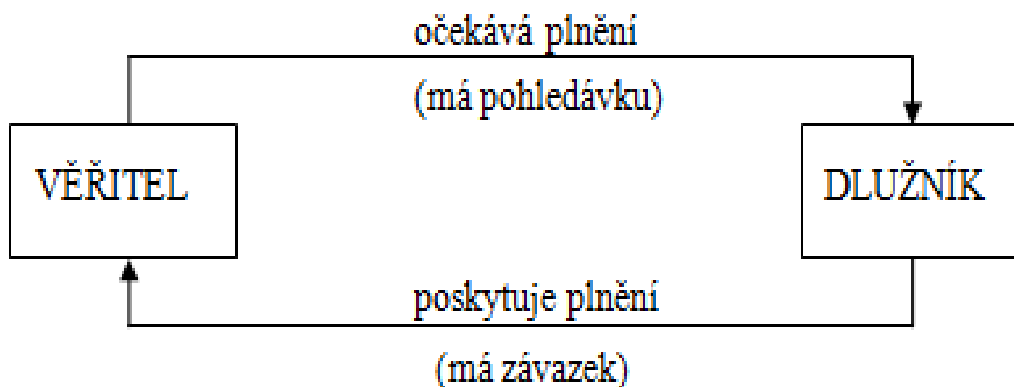 očekává plnění
(má pohledávku)
VĚŘITEL
DLUŽNÍK
poskytuje plnění
(má závazek)